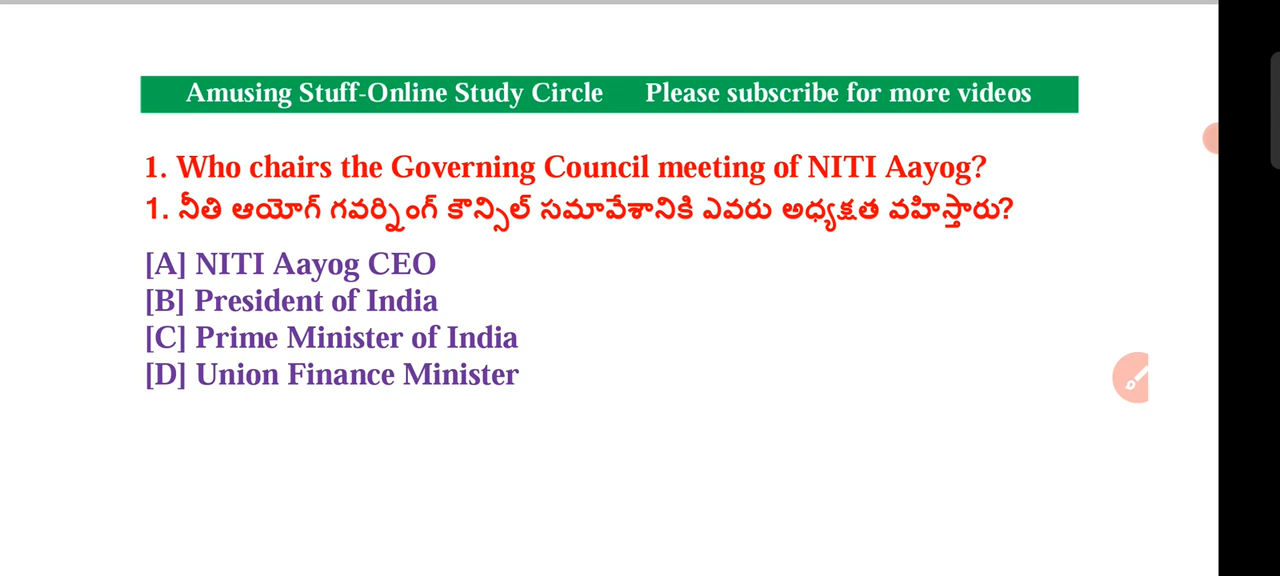 Amusing Stuff-Online Study Circle Please subscribe for more videos
1. Who chairs the Governing Council meeting of NITI Aayog?
1. నీతి ఆయోగ్ గవర్నింగ్ కౌన్సిల్ సమావేశానికి ఎవరు అధ్యక్షత వహిస్తారు?
[A] NITI Aayog CEO
[B] President of India
[C] Prime Minister of India
[D] Union Finance Minister